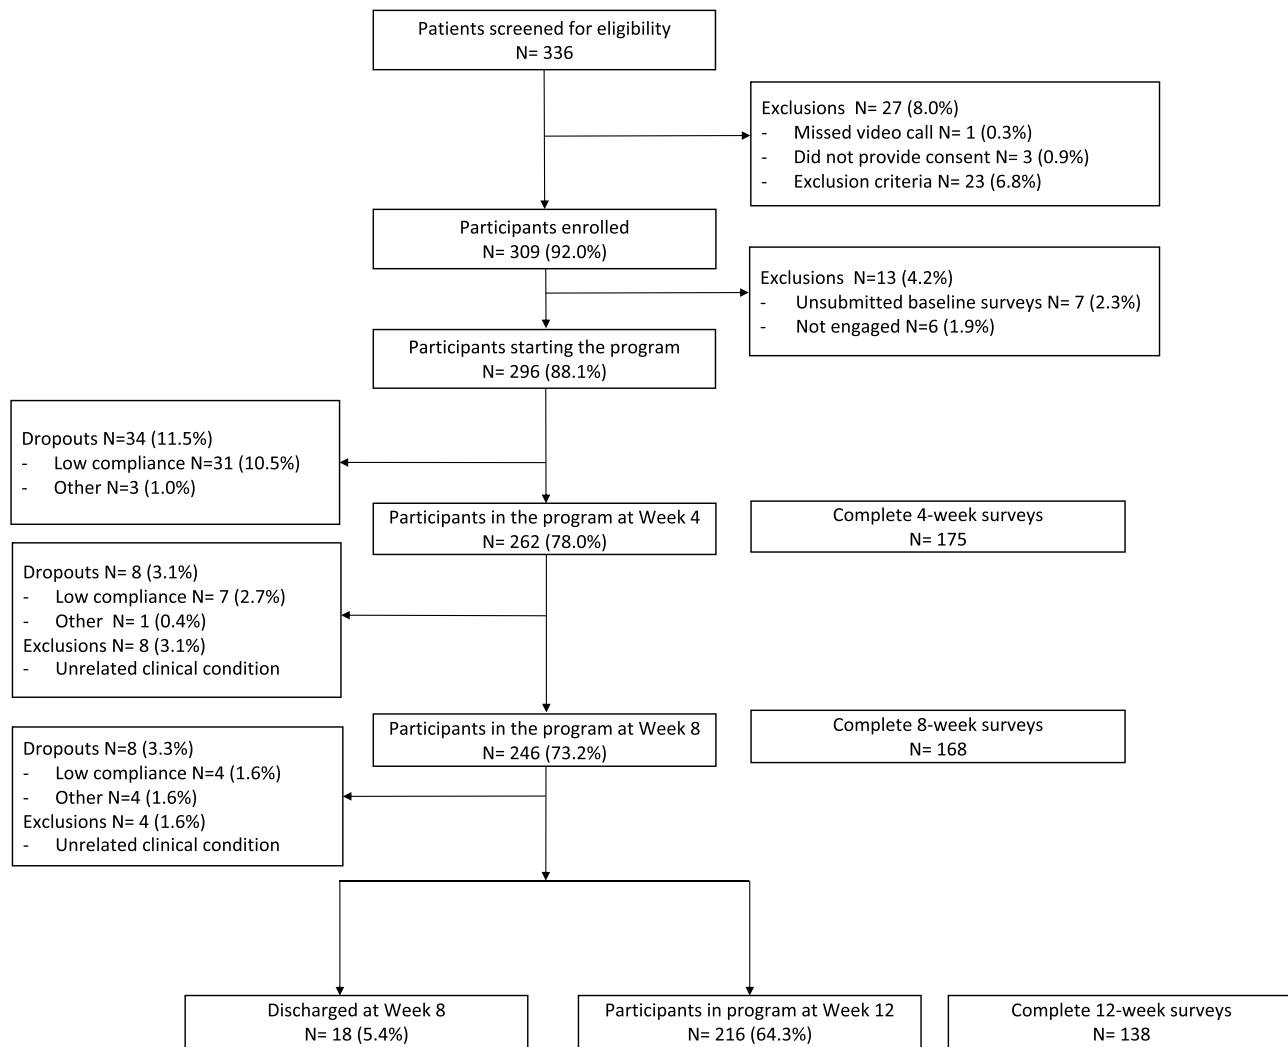 Patients screened for eligibility
N= 336
Exclusions  N= 27 (8.0%)
-    Missed video call N= 1 (0.3%)
-    Did not provide consent N= 3 (0.9%)
-    Exclusion criteria N= 23 (6.8%)
Participants enrolled
N= 309 (92.0%)
Exclusions  N=13 (4.2%)
-    Unsubmitted baseline surveys N= 7 (2.3%)
-    Not engaged N=6 (1.9%)
Participants starting the program
N= 296 (88.1%)
Dropouts N=34 (11.5%)
-    Low compliance N=31 (10.5%)
-    Other N=3 (1.0%)
Participants in the program at Week 4
N= 262 (78.0%)
Complete 4-week surveys
N= 175
Dropouts N= 8 (3.1%)
-    Low compliance N= 7 (2.7%)
-    Other  N= 1 (0.4%)
Exclusions N= 8 (3.1%)
-    Unrelated clinical condition
Participants in the program at Week 8
N= 246 (73.2%)
Complete 8-week surveys
N= 168
Dropouts N=8 (3.3%)
-    Low compliance N=4 (1.6%)
-    Other N=4 (1.6%)
Exclusions N= 4 (1.6%)
-    Unrelated clinical condition
Discharged at Week 8
N= 18 (5.4%)
Participants in program at Week 12
N= 216 (64.3%)
Complete 12-week surveys
N= 138